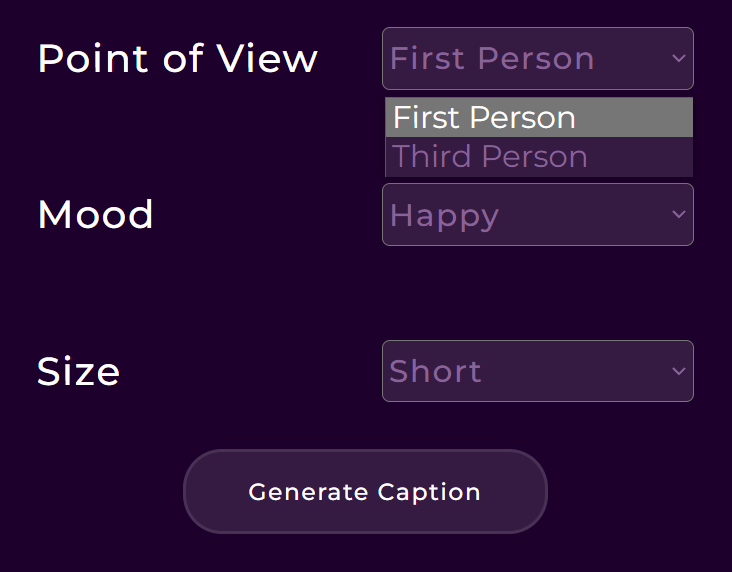 Point of View First Person
First Person
Third Person
Mood Happy
Size Short
Generate Caption